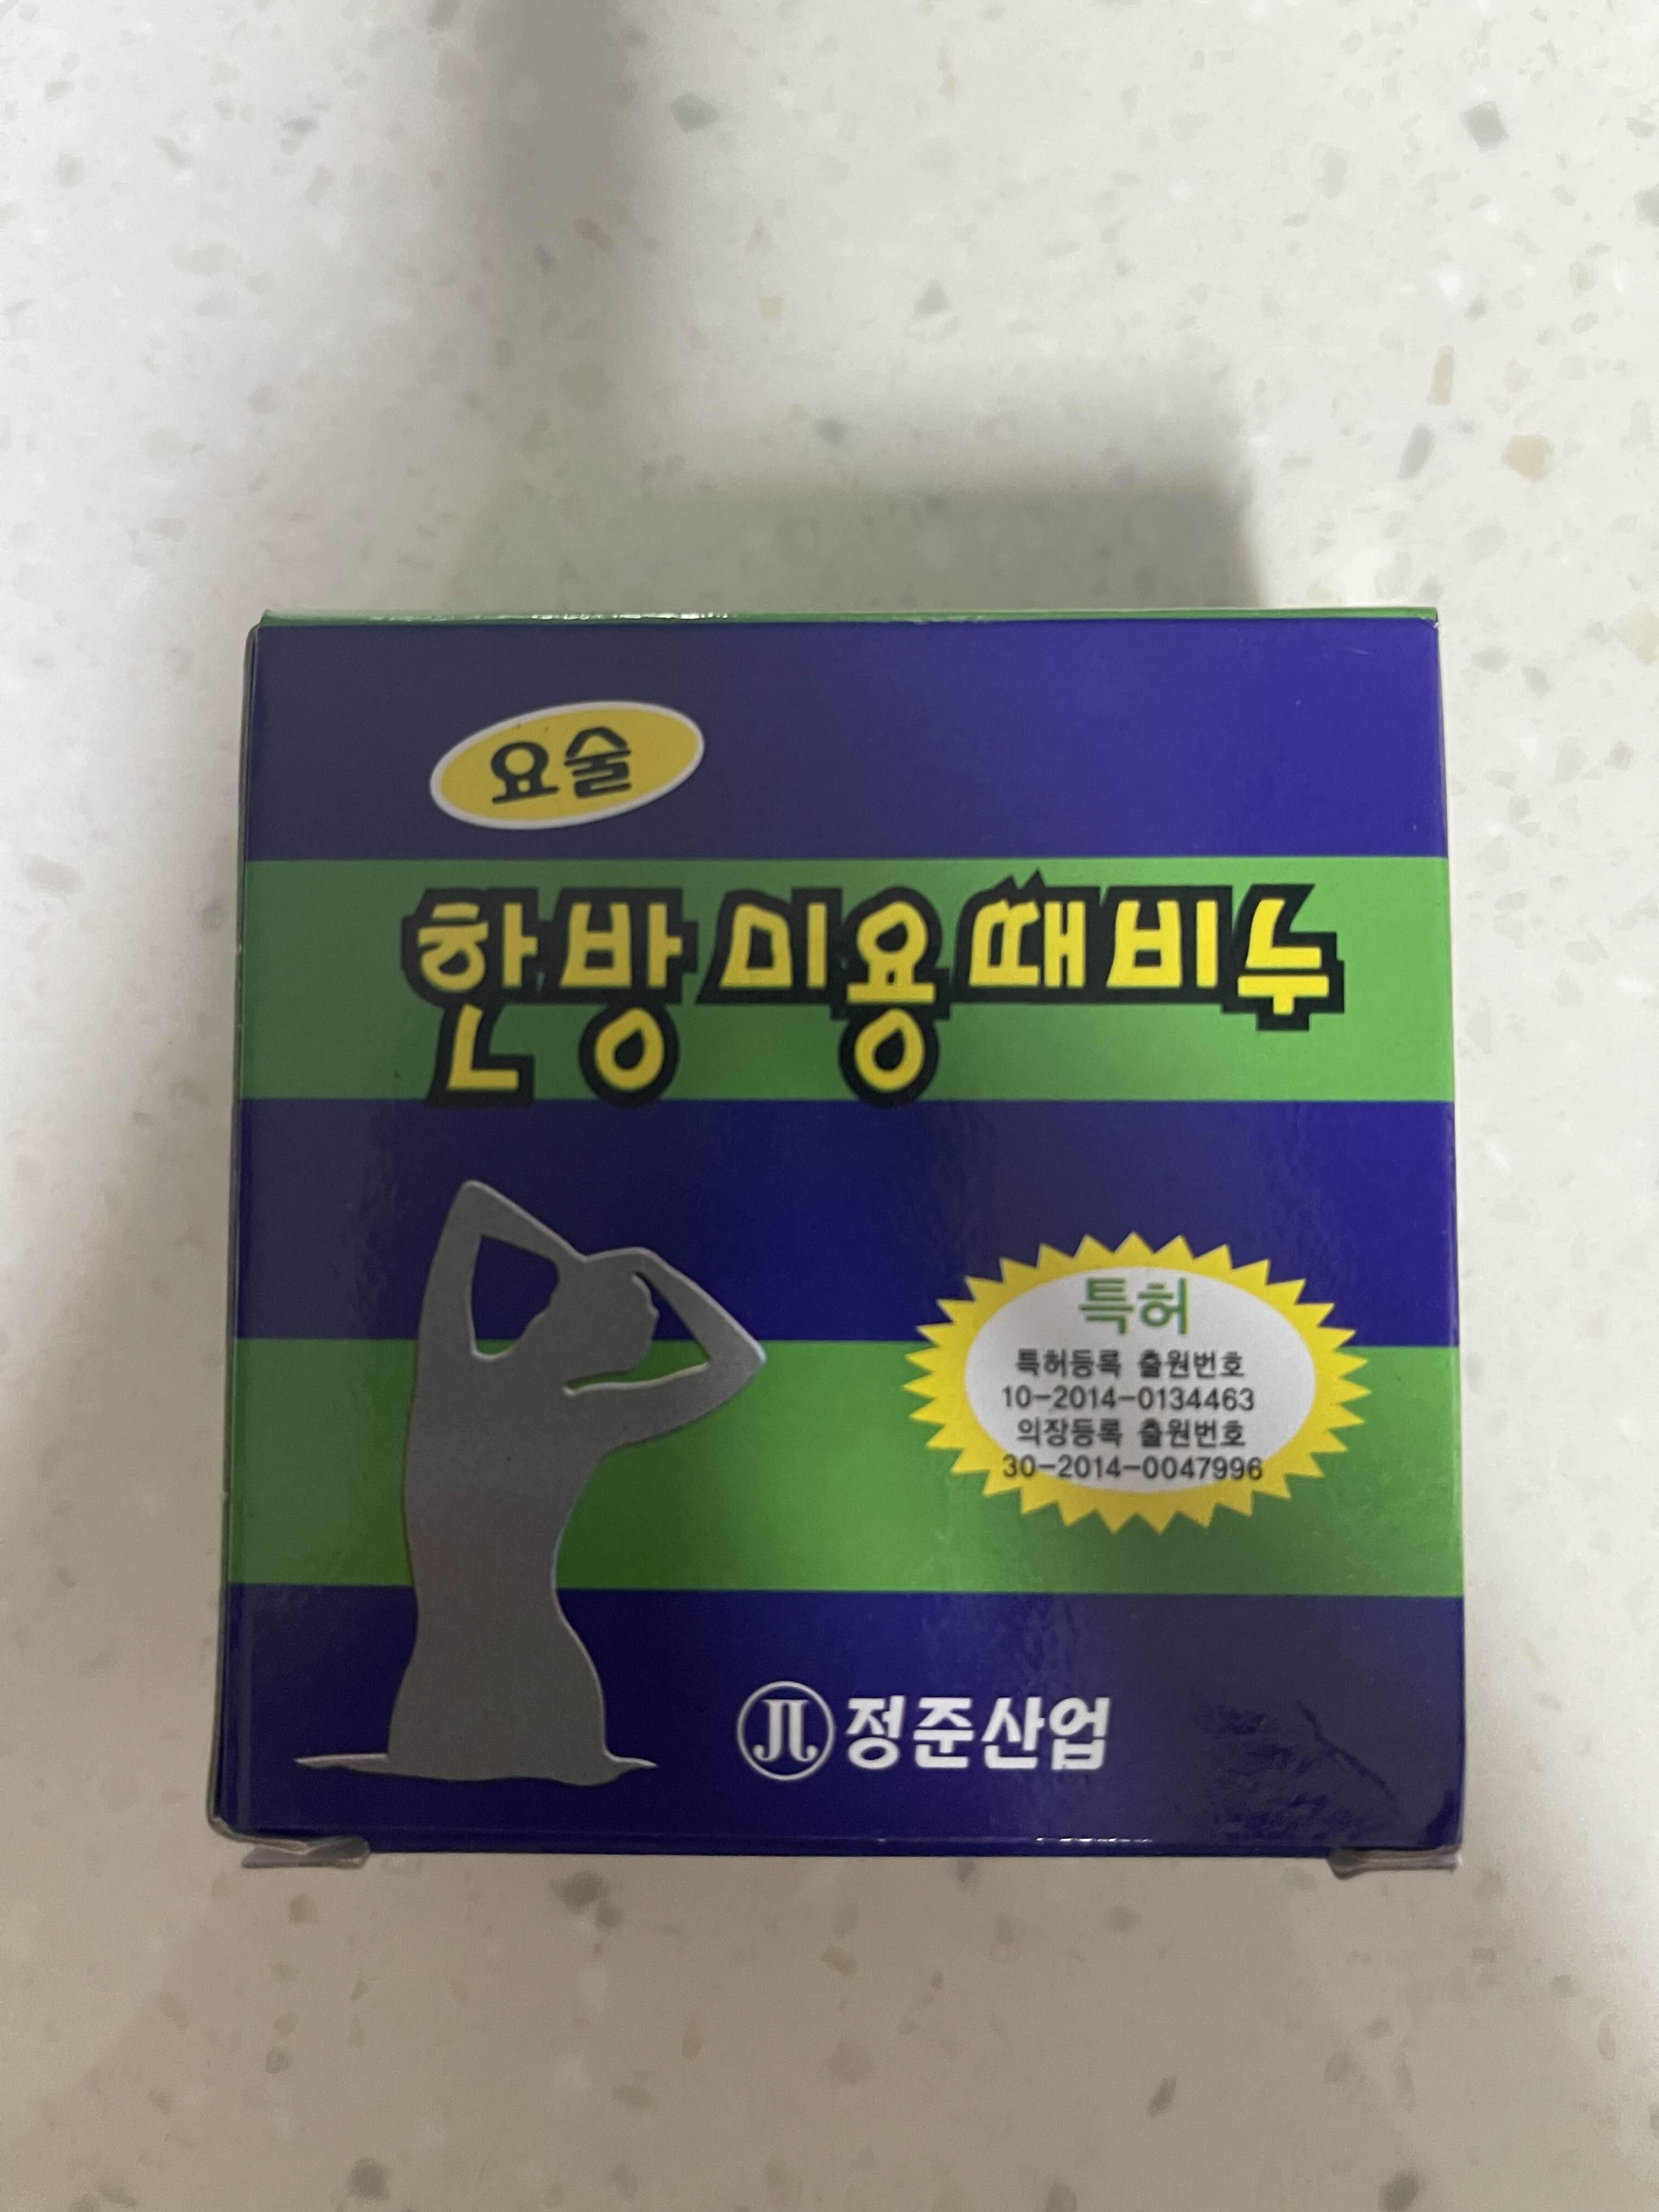 요술
한방미용때비누
특허
특허등록 출원번호
10-2014-0134463
의장등록 출원번호
30-2014-0047996
JJ 정준산업